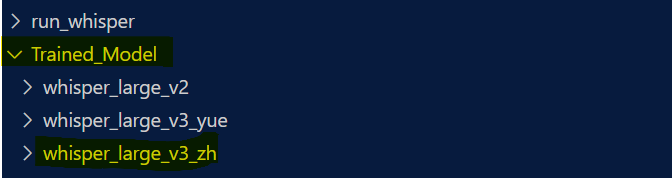 run_whisper
Trained_Model
whisper_large_v2
whisper_large_v3_yue
whisper_large_v3_zh